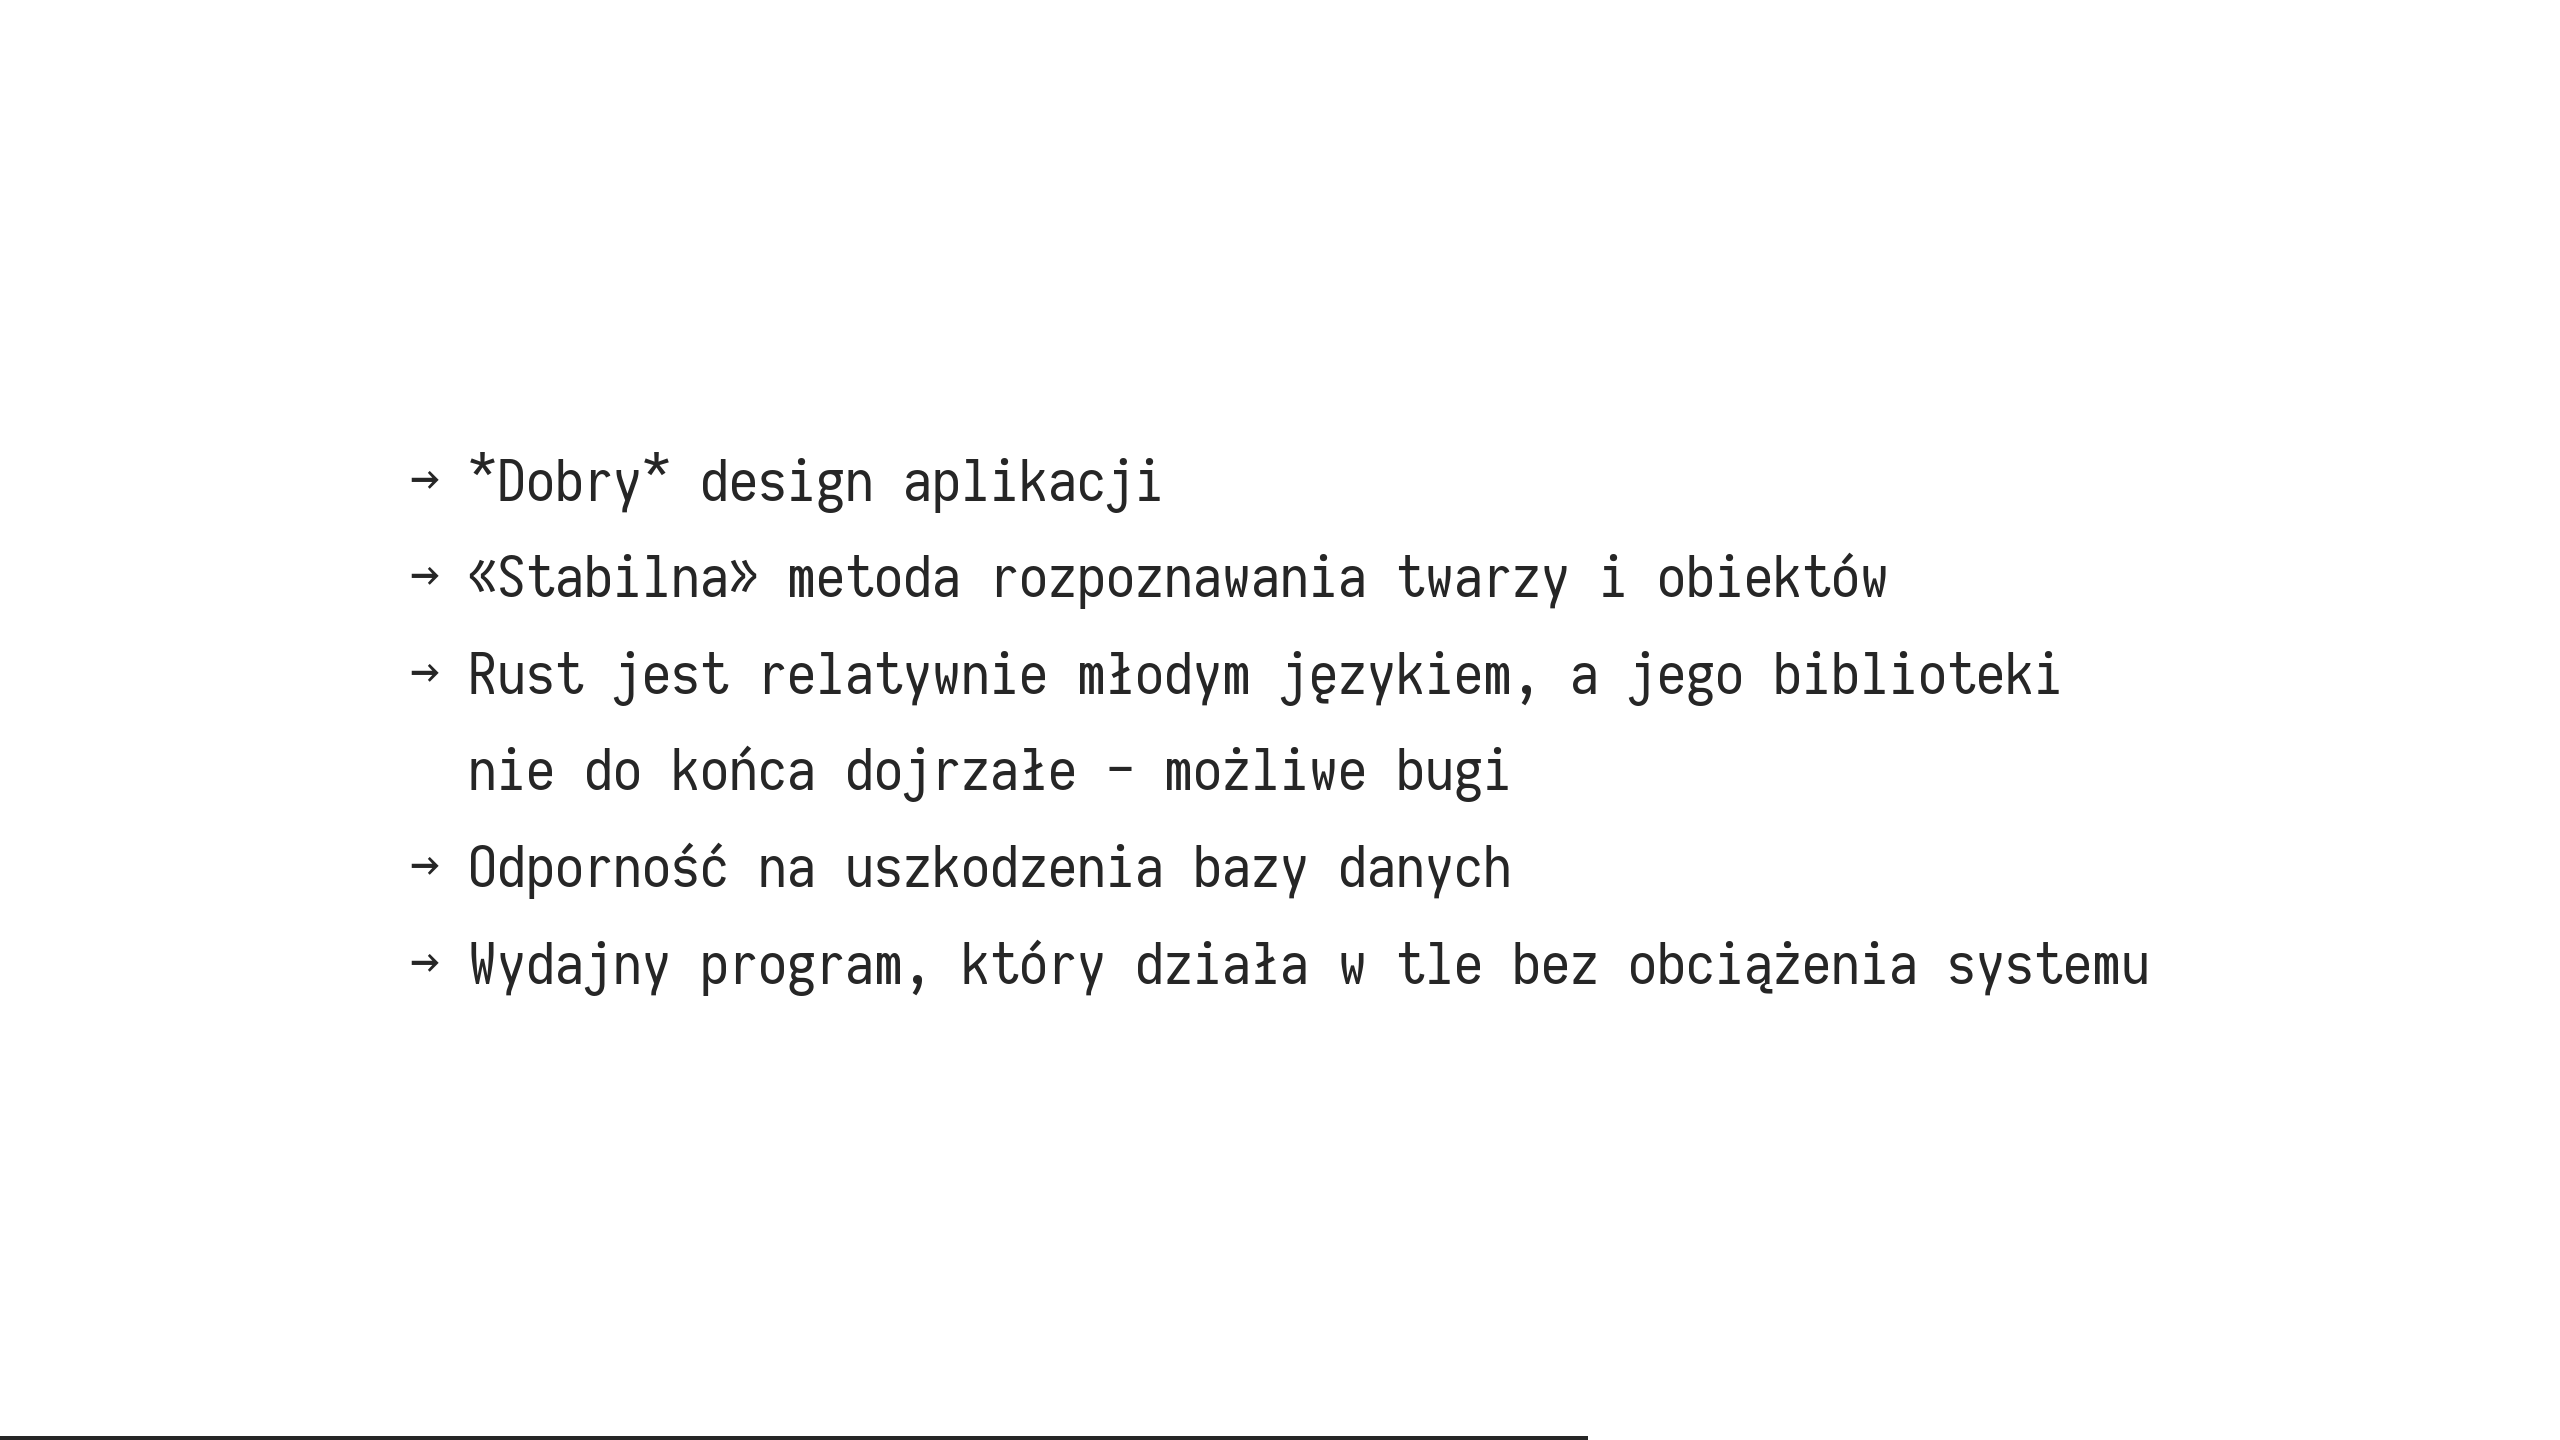 → *Dobry* design aplikacji
→ «Stabilna» metoda rozpoznawania twarzy i obiektów
→ Rust jest relatywnie młodym językiem, a jego biblioteki
nie do końca dojrzałe – możliwe bugi
→ Odporność na uszkodzenia bazy danych
→ Wydajny program, który działa w tle bez obciążenia systemu